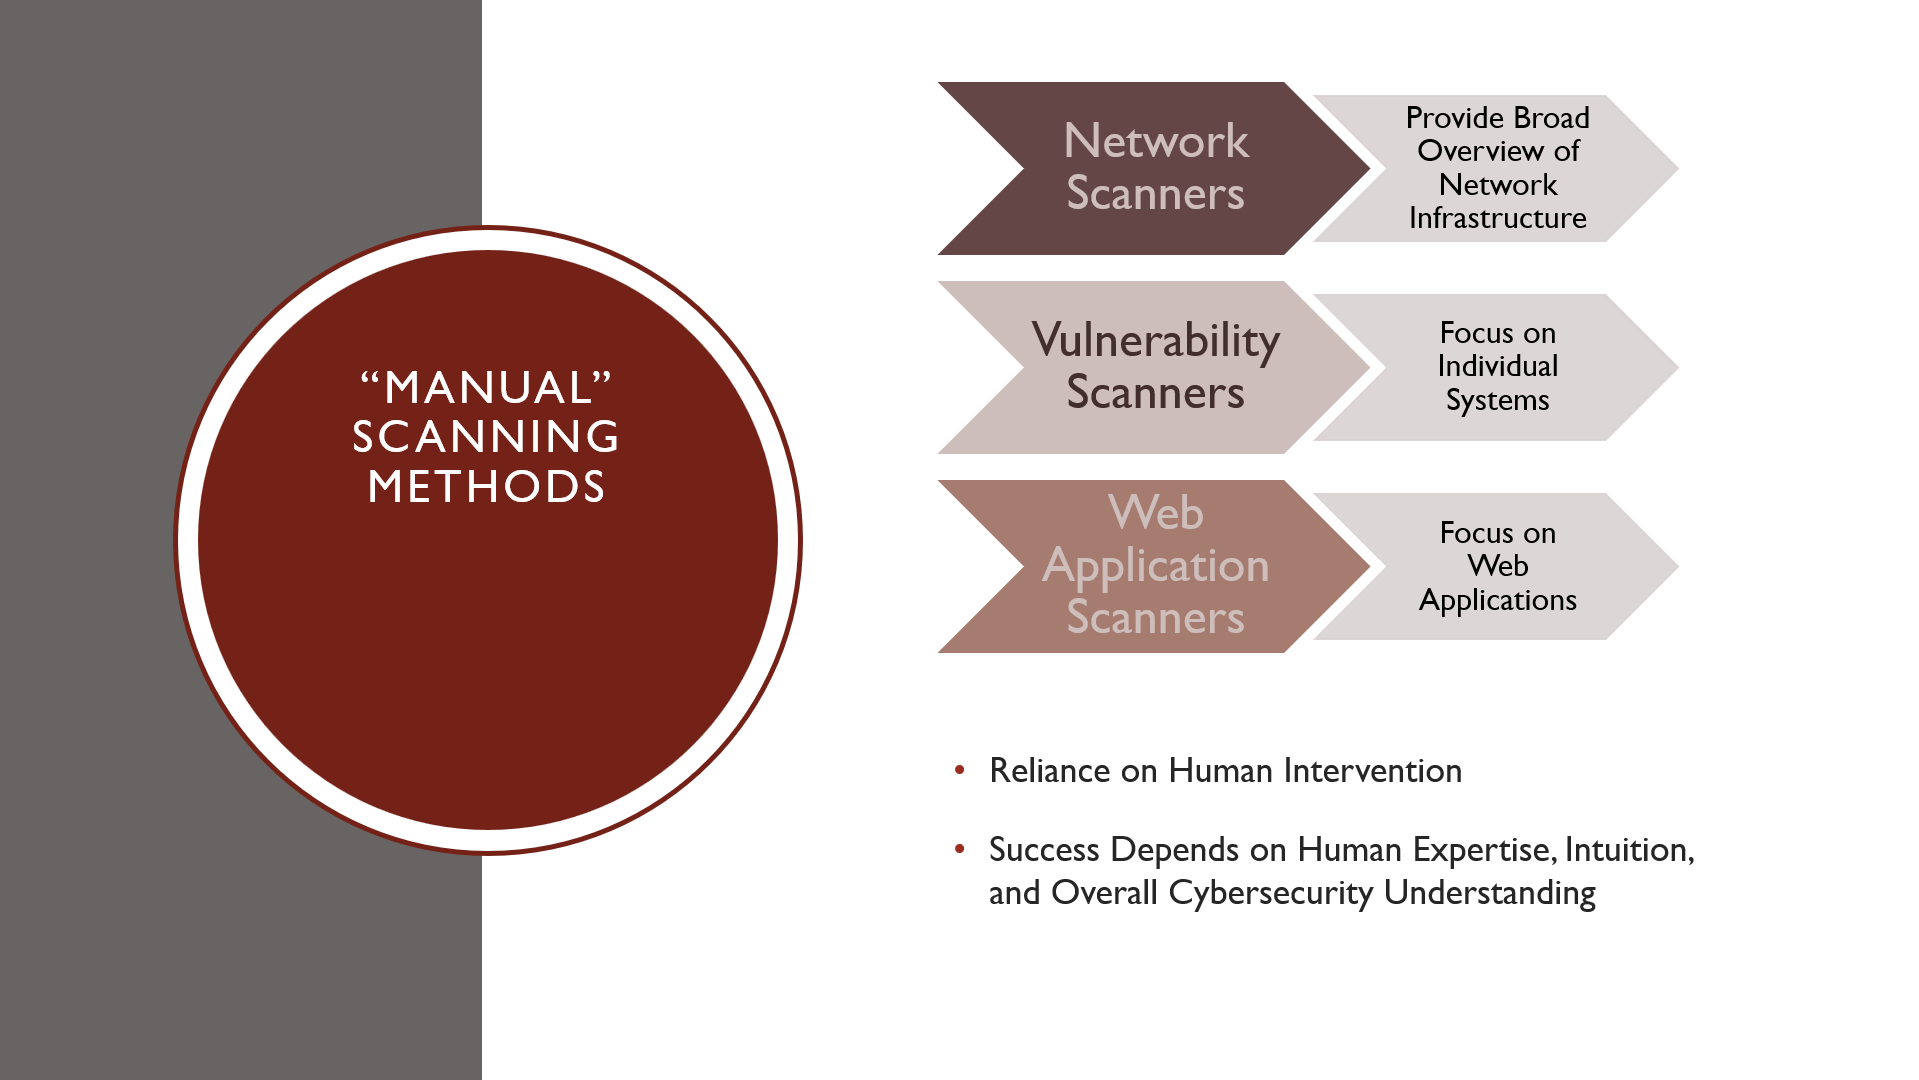 “MANUAL”
SCANNING
METHODS
Network
Scanners
Provide Broad
Overview of
Network
Infrastructure
Vulnerability
Scanners
Focus on
Individual
Systems
Web
Application
Scanners
Focus on
Web
Applications
• Reliance on Human Intervention
• Success Depends on Human Expertise, Intuition,
and Overall Cybersecurity Understanding